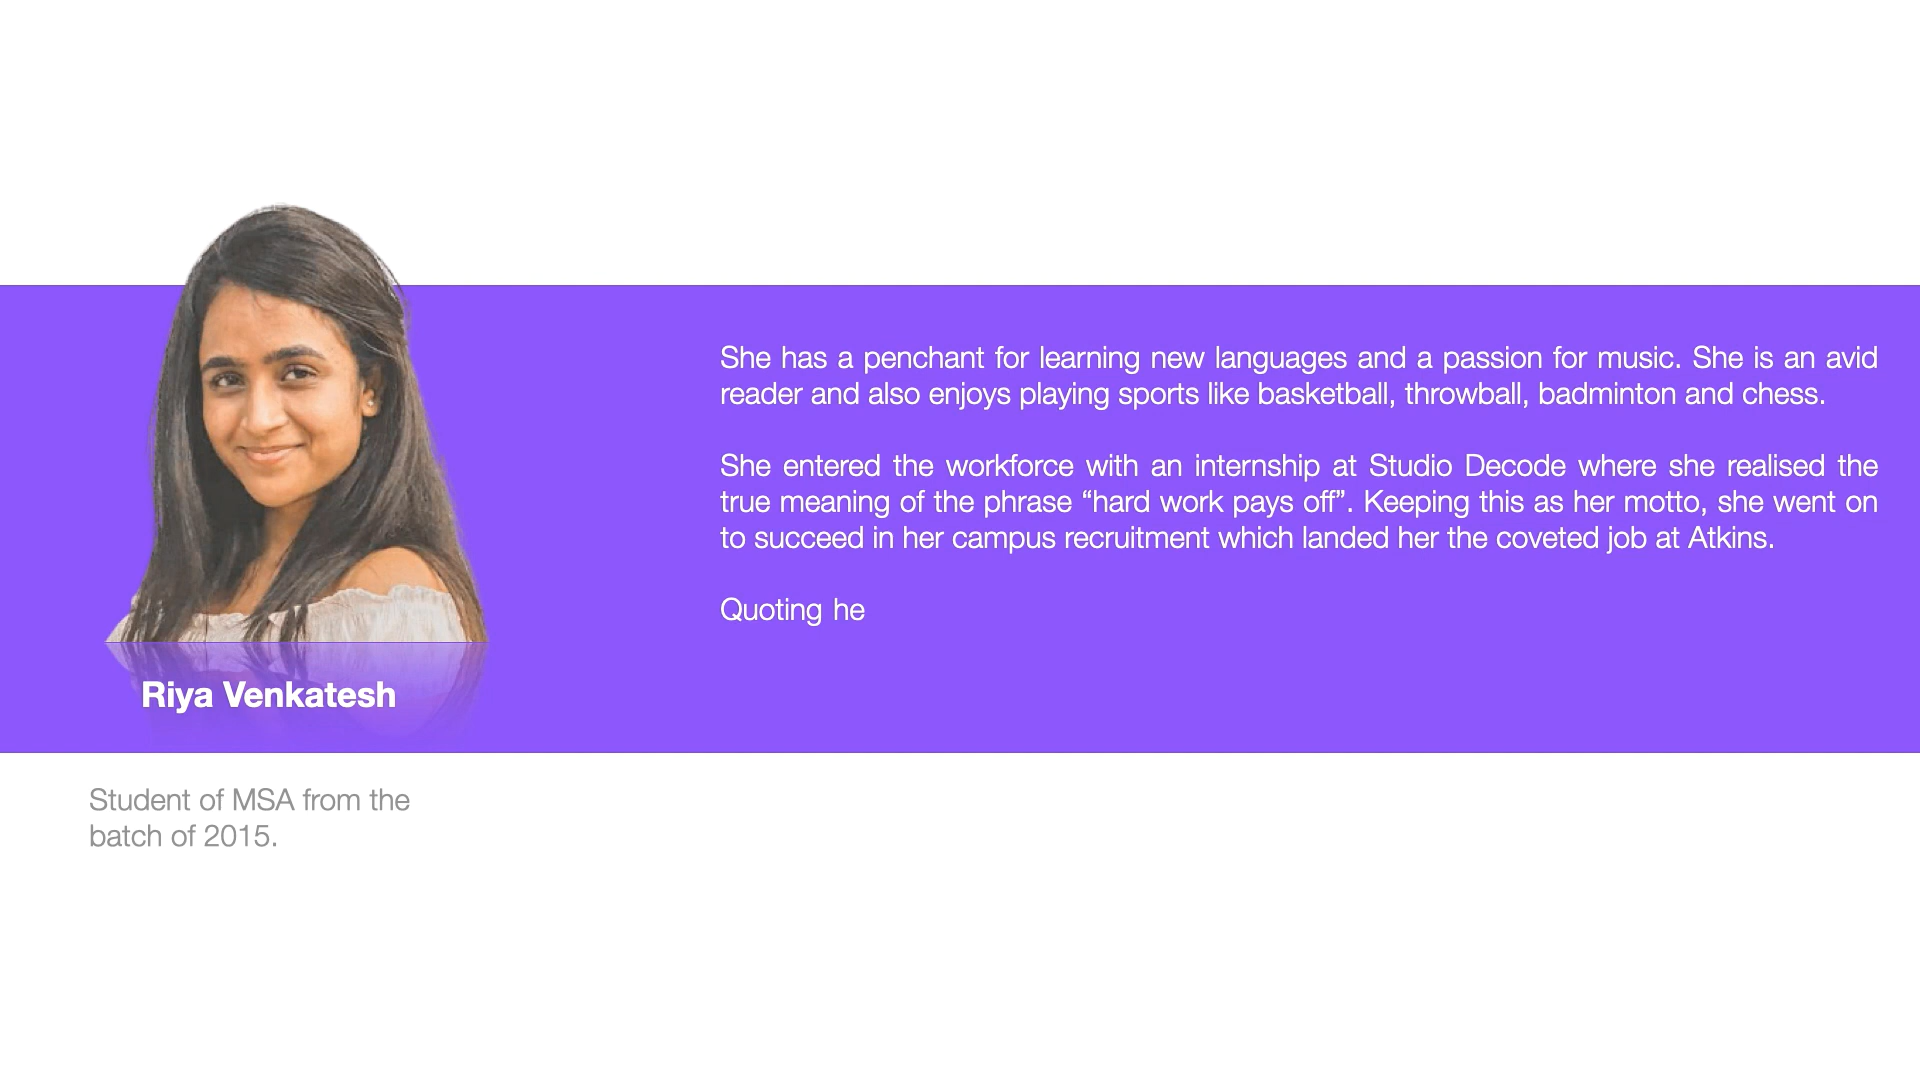 She has a penchant for learning new languages and a passion for music. She is an avid
reader and also enjoys playing sports like basketball, throwball, badminton and chess.
She entered the workforce with an internship at Studio Decode where she realised the
true meaning of the phrase “hard work pays off”. Keeping this as her motto, she went on
to succeed in her campus recruitment which landed her the coveted job at Atkins.
Quoting he
Riya Venkatesh
Student of MSA from the
batch of 2015.